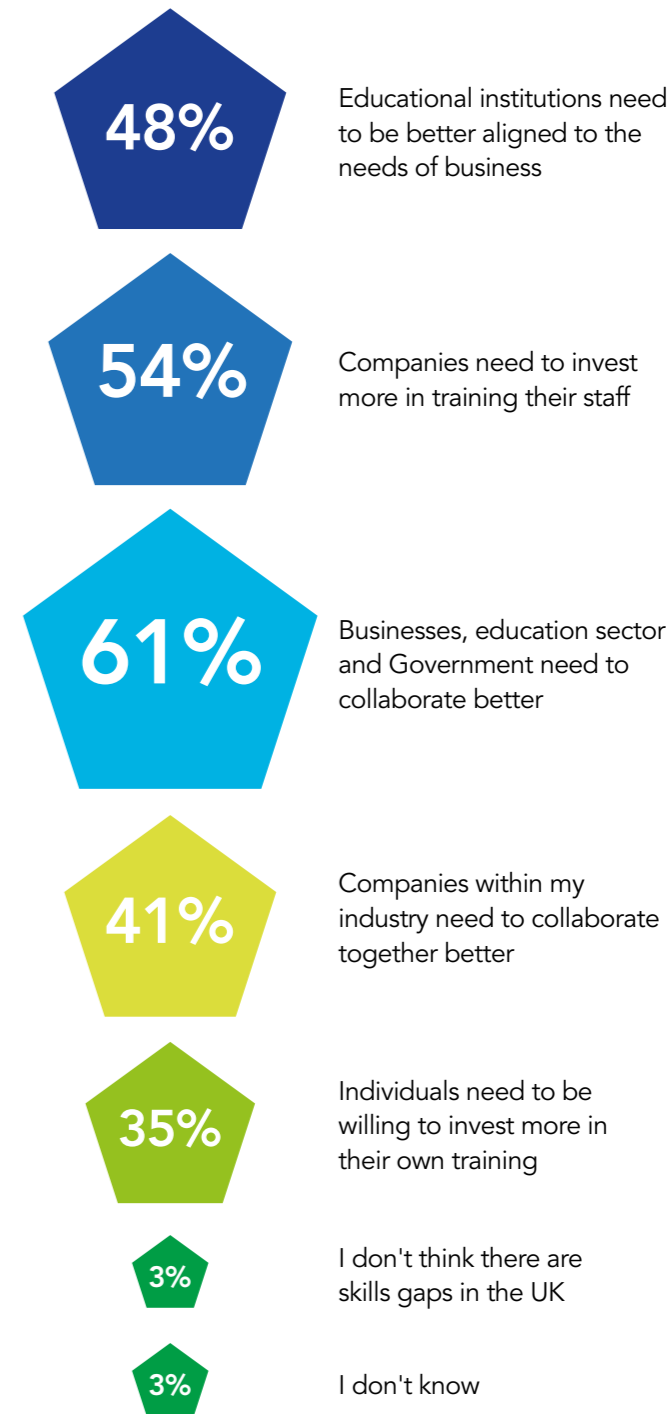 48%
Educational institutions need
to be better aligned to the
needs of business
54%
Companies need to invest
more in training their staff
61%
Businesses, education sector
and Government need to
collaborate better
41%
Companies within my
industry need to collaborate
together better
35%
Individuals need to be
willing to invest more in
their own training
3%
I don't think there are
skills gaps in the UK
3%
I don't know